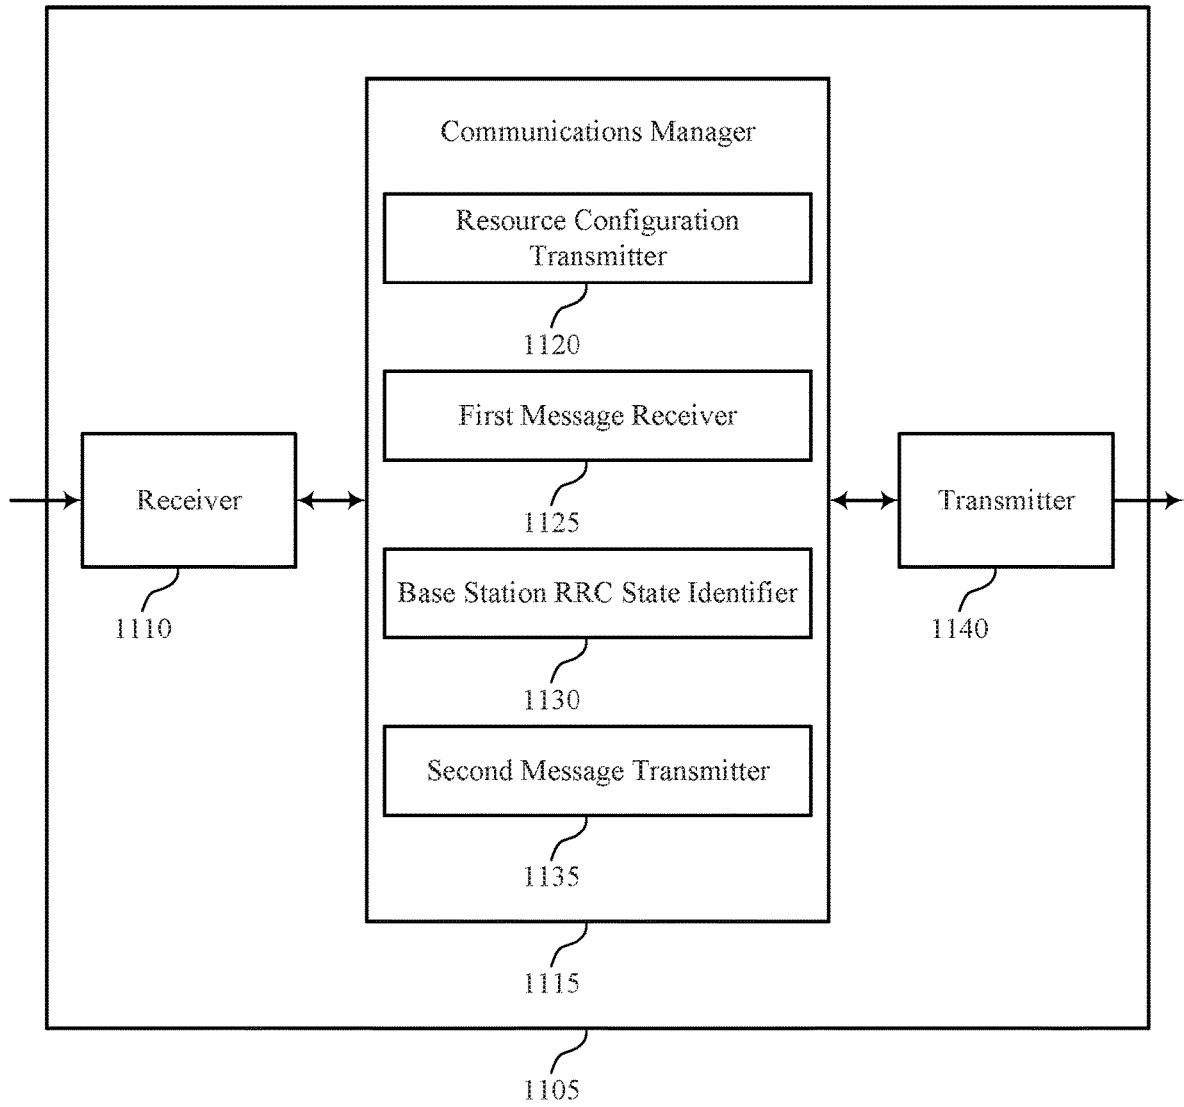 Communications Manager
Resource Configuration
Transmitter
1120
First Message Receiver
1125
Receiver
1110
Transmitter
1140
Base Station RRC State Identifier
1130
Second Message Transmitter
1135
1115
1105